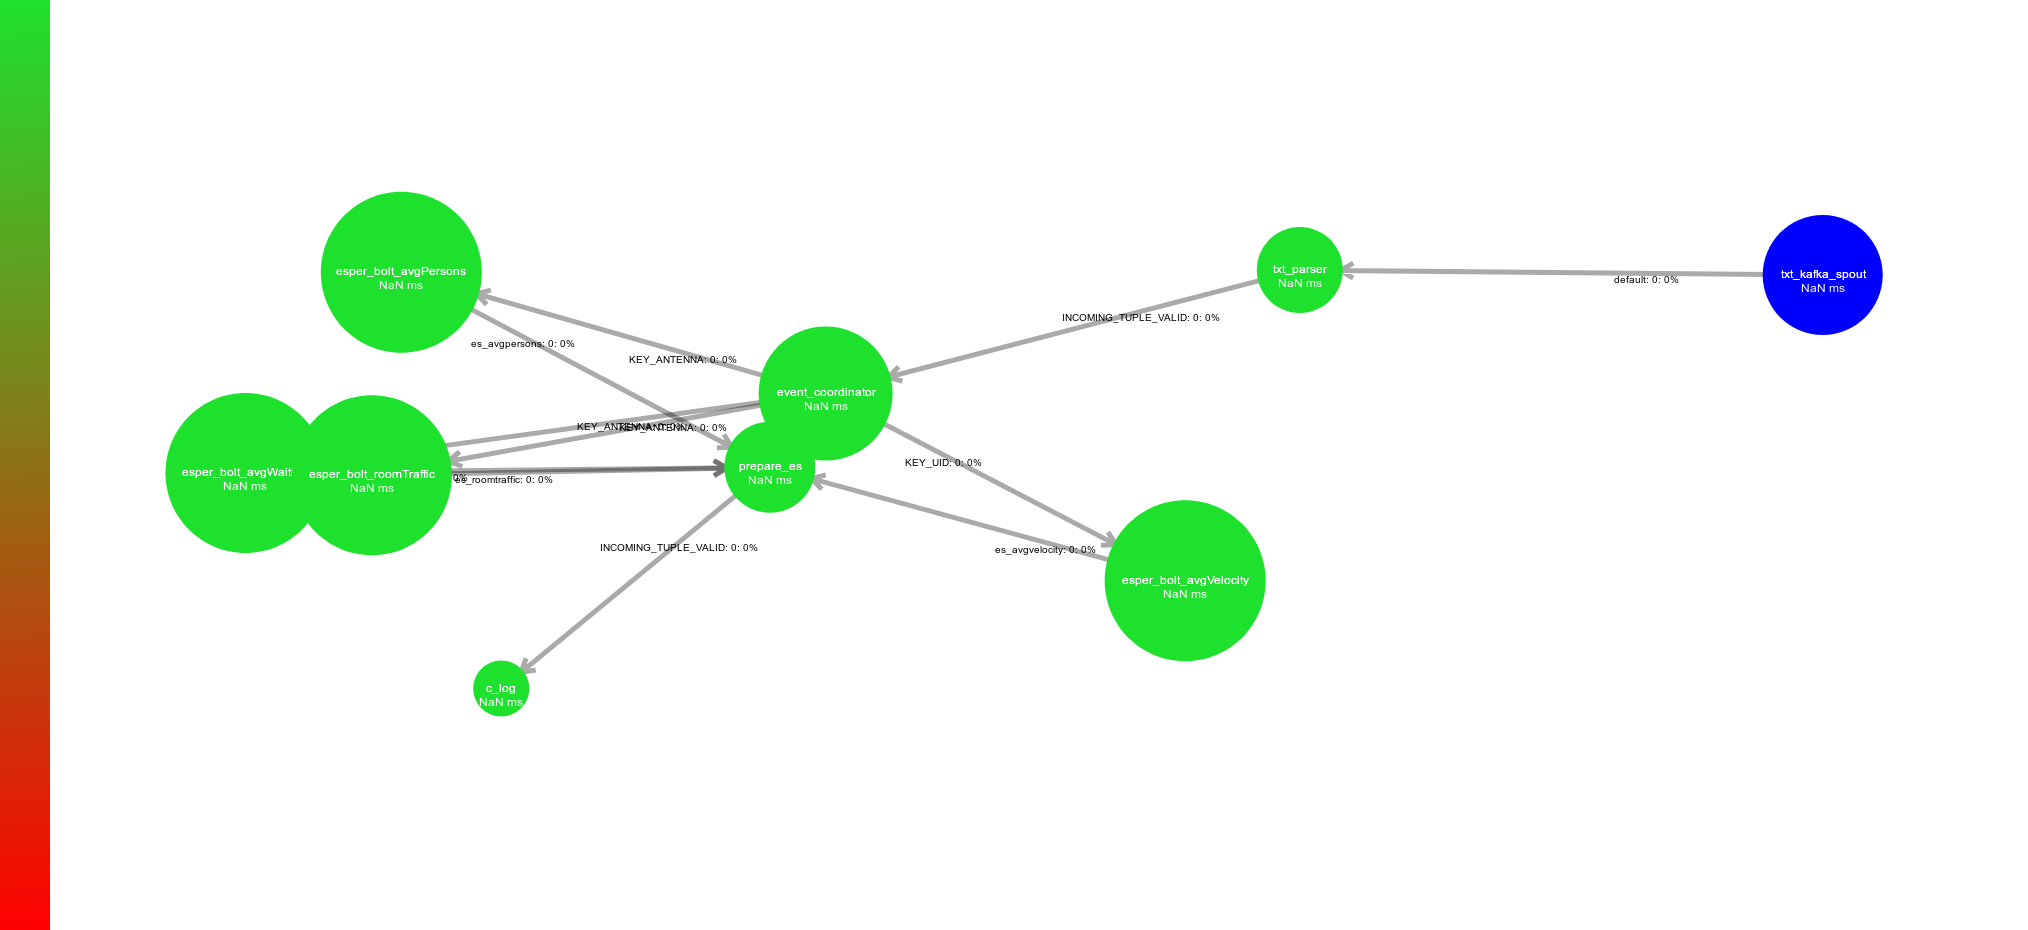 esper_bolt_avgPersons
NaN ms
txt_parser
NaN ms
txt_kafka_spout
NaN ms
default: 0: 0%
INCOMING_TUPLE_VALID: 0: 0%
es_avgpersons: 0: 0%
KEY_ANTENNA: 0: 0%
event_coordinator
NaN ms
KEY_ANTENNA: 0: 0%
KEY_ANTENNA: 0: 0%
esper_bolt_avgWait
NaN ms
esper_bolt_roomTraffic
NaN ms
0%
es_roomtraffic: 0: 0%
prepare_es
NaN ms
KEY_UID: 0: 0%
INCOMING_TUPLE_VALID: 0: 0%
es_avgvelocity: 0: 0%
esper_bolt_avgVelocity
NaN ms
c_log
NaN ms